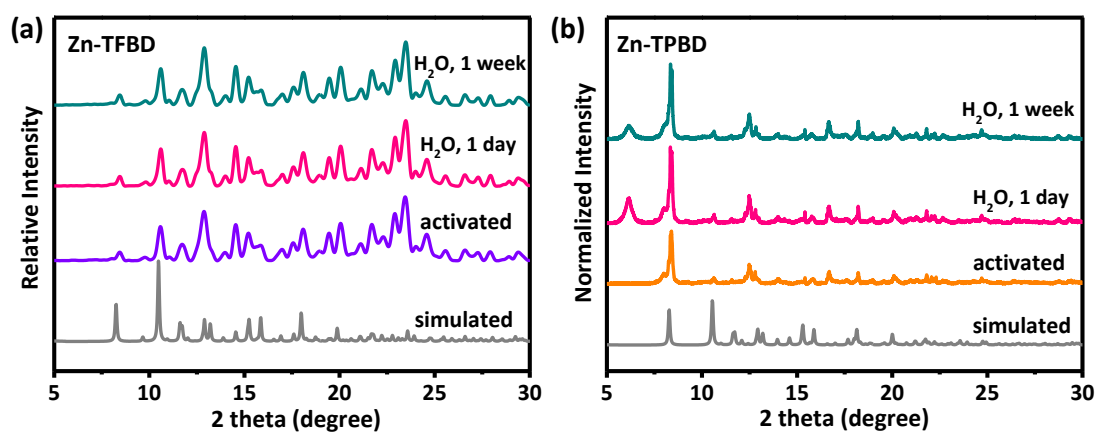 (a)
Zn-TFBD
H₂O, 1 week
H₂O, 1 day
activated
simulated
Relative Intensity
5 10 15 20 25 30
2 theta (degree)
(b)
Zn-TPBD
H₂O, 1 week
H₂O, 1 day
activated
simulated
Normalized Intensity
5 10 15 20 25 30
2 theta (degree)